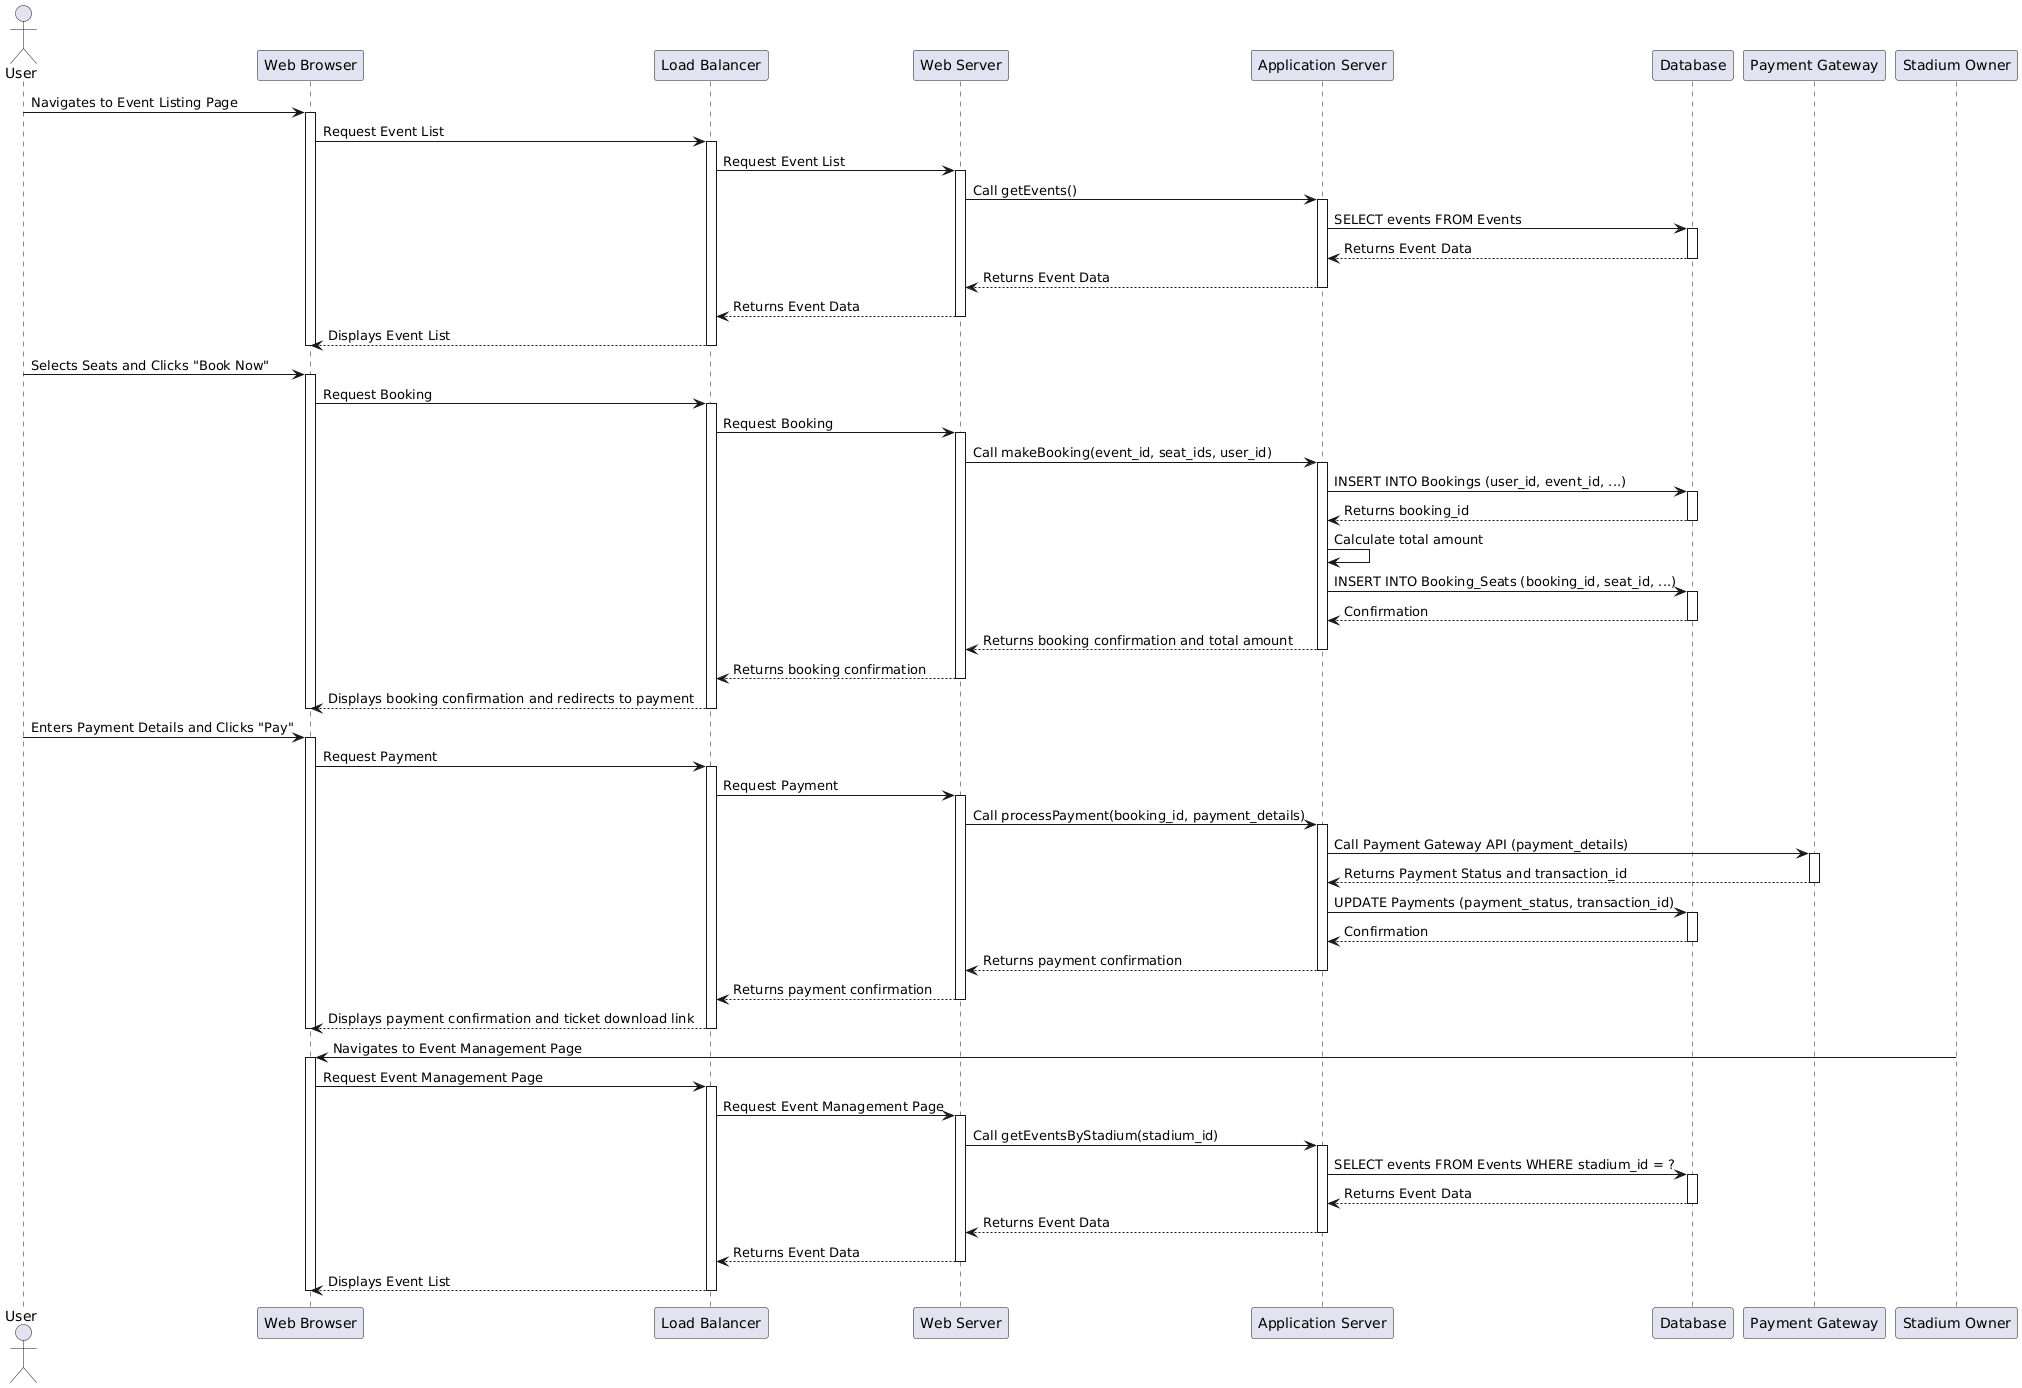 User
Web Browser
Load Balancer
Web Server
Application Server
Database
Payment Gateway
Stadium Owner
Navigates to Event Listing Page
Request Event List
Request Event List
Call getEvents()
SELECT events FROM Events
Returns Event Data
Returns Event Data
Returns Event Data
Displays Event List
Selects Seats and Clicks "Book Now"
Request Booking
Request Booking
Call makeBooking(event_id, seat_ids, user_id)
INSERT INTO Bookings (user_id, event_id, ...)
Returns booking_id
Calculate total amount
INSERT INTO Booking_Seats (booking_id, seat_id, ...)
Confirmation
Returns booking confirmation and total amount
Returns booking confirmation
Displays booking confirmation and redirects to payment
Enters Payment Details and Clicks "Pay"
Request Payment
Request Payment
Call processPayment(booking_id, payment_details)
Call Payment Gateway API (payment_details)
Returns Payment Status and transaction_id
UPDATE Payments (payment_status, transaction_id)
Confirmation
Returns payment confirmation
Returns payment confirmation
Displays payment confirmation and ticket download link
Navigates to Event Management Page
Request Event Management Page
Request Event Management Page
Call getEventsByStadium(stadium_id)
SELECT events FROM Events WHERE stadium_id = ?
Returns Event Data
Returns Event Data
Returns Event Data
Displays Event List
User
Web Browser
Load Balancer
Web Server
Application Server
Database
Payment Gateway
Stadium Owner